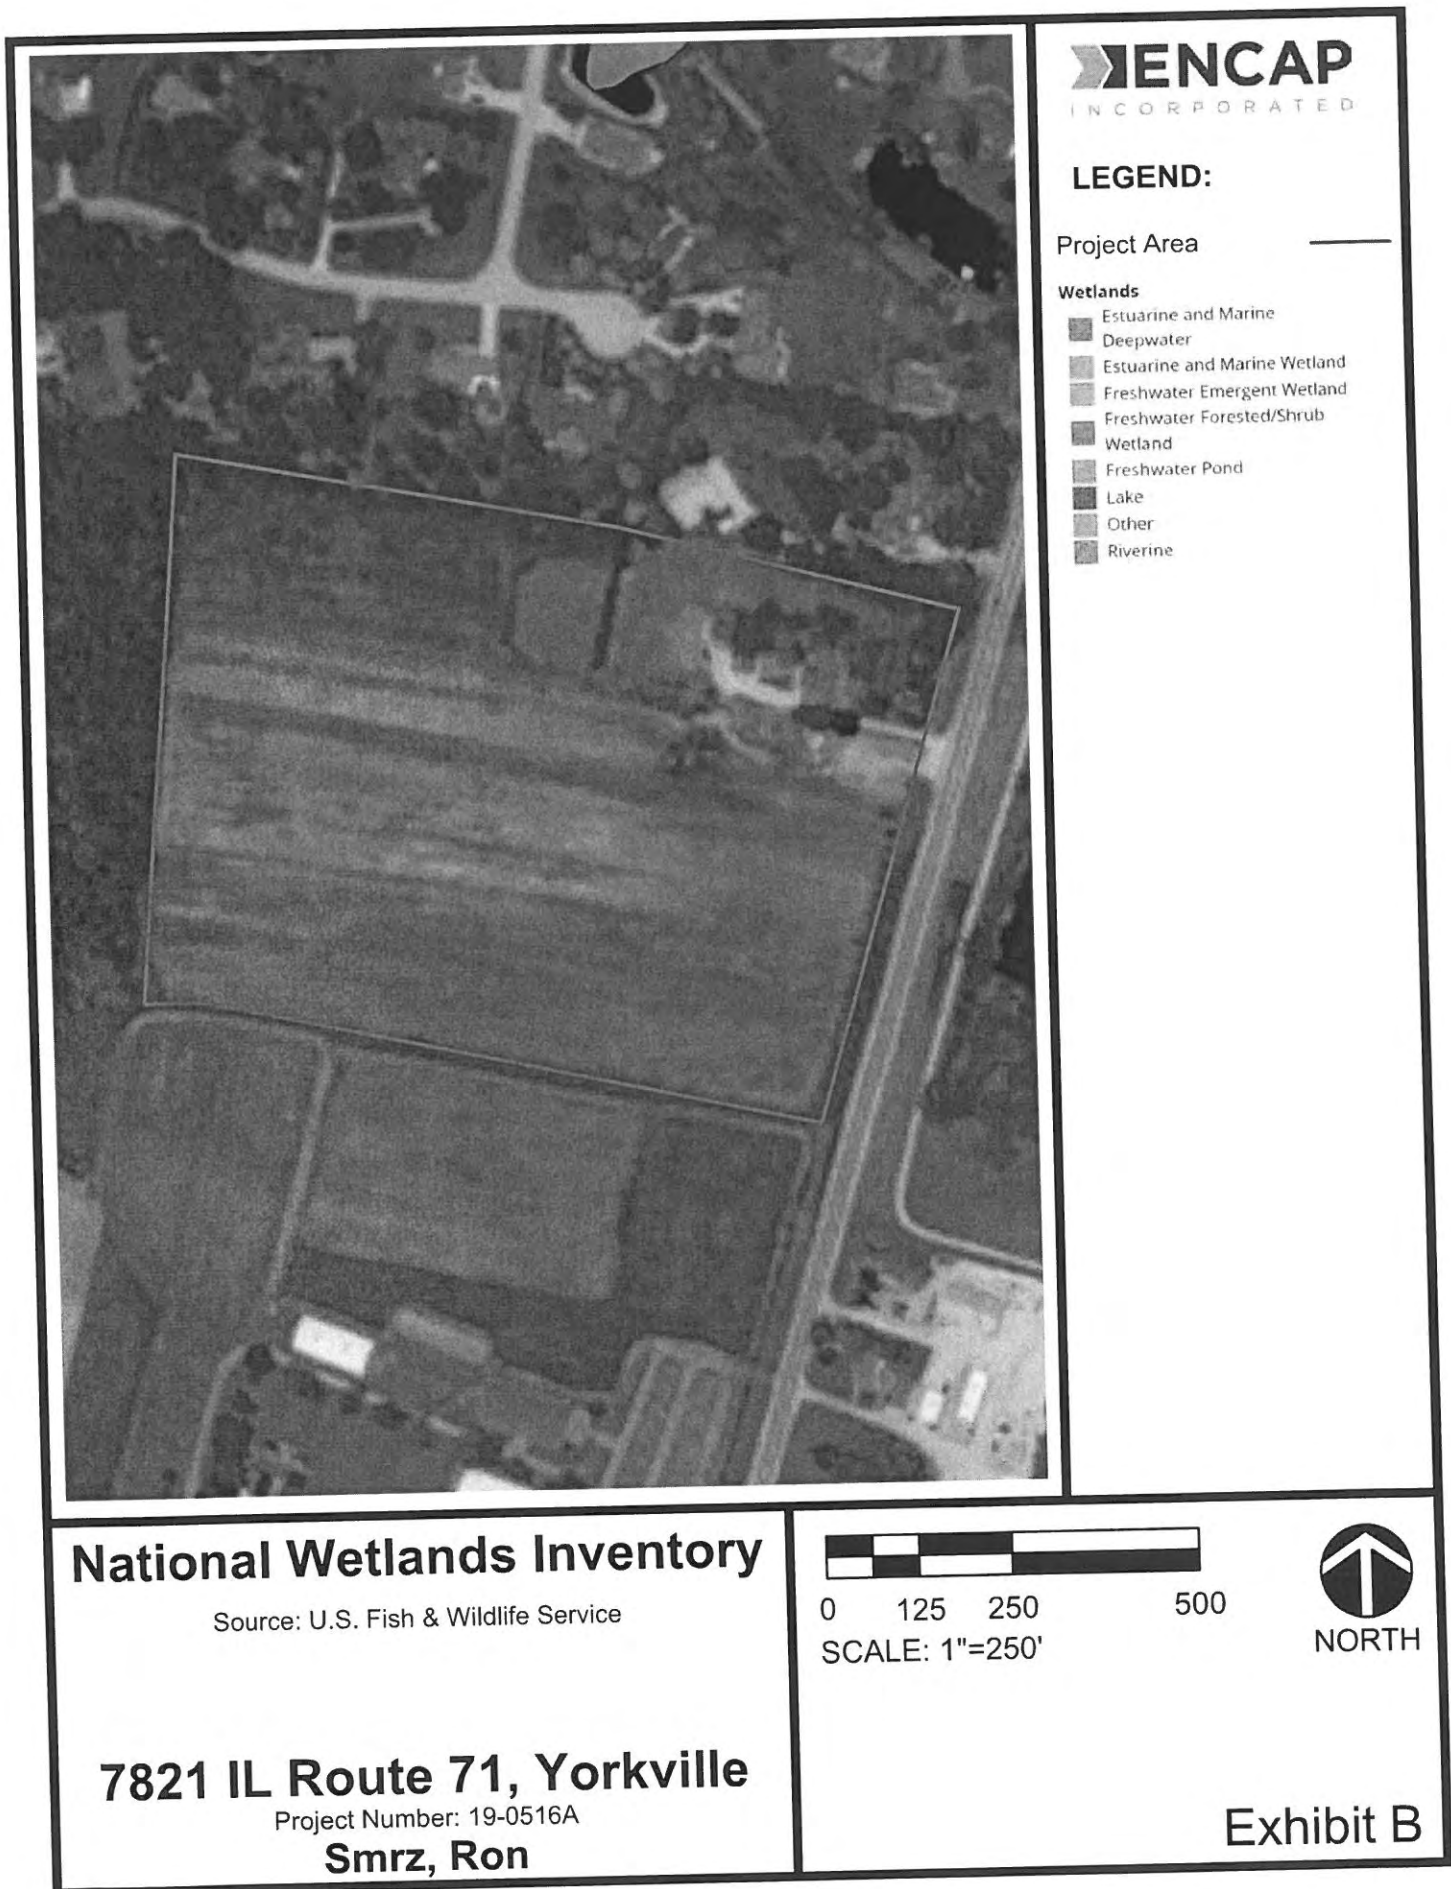 ENCAP
INCORPORATED
LEGEND:
Project Area
Wetlands
Estuarine and Marine
Deepwater
Estuarine and Marine Wetland
Freshwater Emergent Wetland
Freshwater Forested/Shrub
Wetland
Freshwater Pond
Lake
Other
Riverine
National Wetlands Inventory
Source: U.S. Fish & Wildlife Service
7821 IL Route 71, Yorkville
Project Number: 19-0516A
Smrz, Ron
0 125 250 500
SCALE: 1"=250'
NORTH
Exhibit B